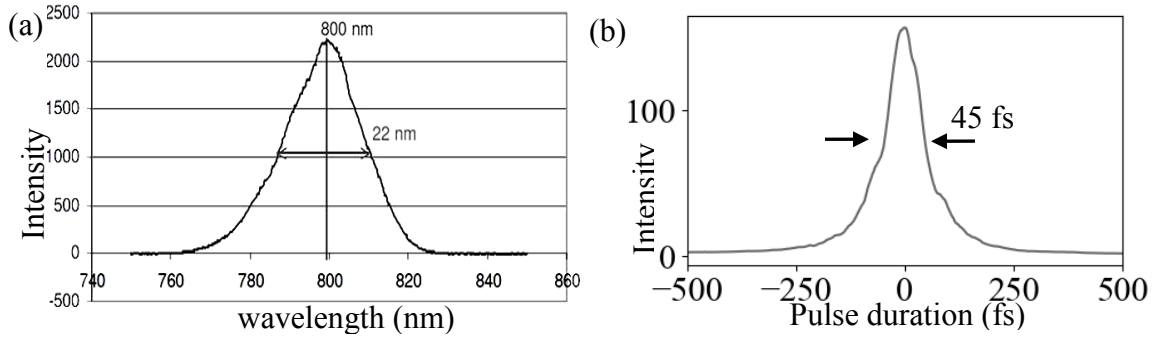 (a)
2500
2000
1500
1000
500
0
-500
Intensity
800 nm
22 nm
740 760 780 800 820 840 860
wavelength (nm)
(b)
100
0
Intensity
45 fs
−500 −250 0 250 500
Pulse duration (fs)